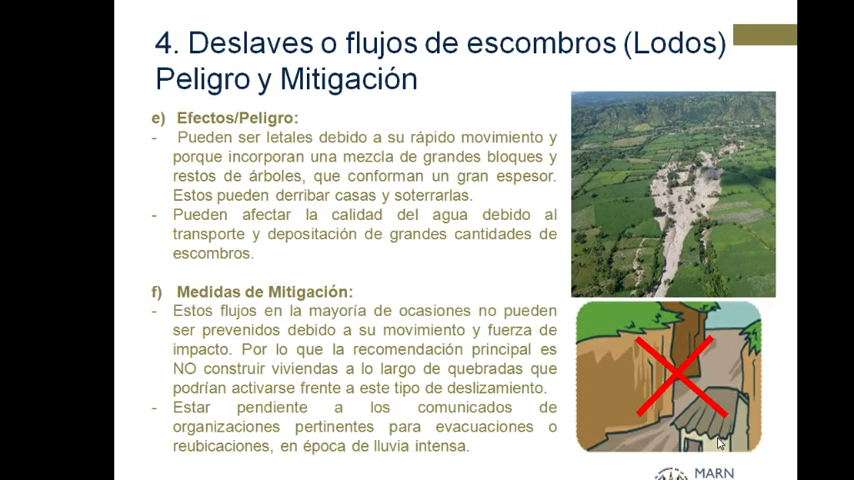 4. Deslaves o flujos de escombros (Lodos)
Peligro y Mitigación
e) Efectos/Peligro:
- Pueden ser letales debido a su rápido movimiento y
porque incorporan una mezcla de grandes bloques y
restos de árboles, que conforman un gran espesor.
Estos pueden derribar casas y soterrarlas.
- Pueden afectar la calidad del agua debido al
transporte y depositación de grandes cantidades de
escombros.
f) Medidas de Mitigación:
- Estos flujos en la mayoría de ocasiones no pueden
ser prevenidos debido a su movimiento y fuerza de
impacto. Por lo que la recomendación principal es
NO construir viviendas a lo largo de quebradas que
podrían activarse frente a este tipo de deslizamiento.
- Estar pendiente a los comunicados de
organizaciones pertinentes para evacuaciones o
reubicaciones, en época de lluvia intensa.
MARN